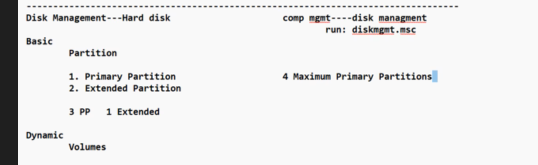 Disk Management---Hard disk comp mgmt----disk managment
run: diskmgmt.msc
Basic
Partition
1. Primary Partition 4 Maximum Primary Partitions
2. Extended Partition
3 PP 1 Extended
Dynamic
Volumes